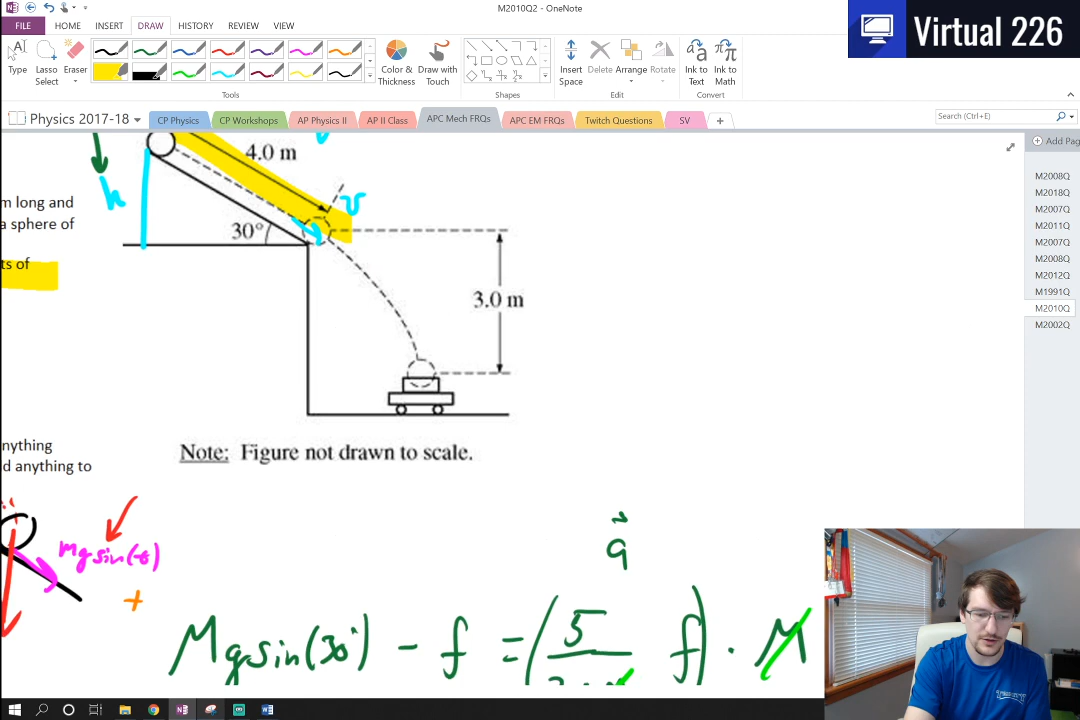 M2010Q2 - OneNote
FILE HOME INSERT DRAW HISTORY REVIEW VIEW
Virtual 226
Type
Lasso Select
Eraser
Color & Thickness
Draw with Touch
Insert Space
Delete
Arrange
Rotate
Ink to Text
Ink to Math
Tools
Shapes
Edit
Convert
Physics 2017-18
CP Physics
CP Workshops
AP Physics II
AP II Class
APC Mech FRQs
APC EM FRQs
Twitch Questions
SV
Search (Ctrl+E)
Add Pag
M2008Q
M2018Q
M2007Q
M2011Q
M2007Q
M2008Q
M2012Q
M1991Q
M2010Q
M2002Q
4.0 m
h
v
m long and
a sphere of
30°
ts of
3.0 m
nything
d anything to
Note: Figure not drawn to scale.
Mg sin(θ)
+
a
Mg sin(30°) - f = (5 f) · M